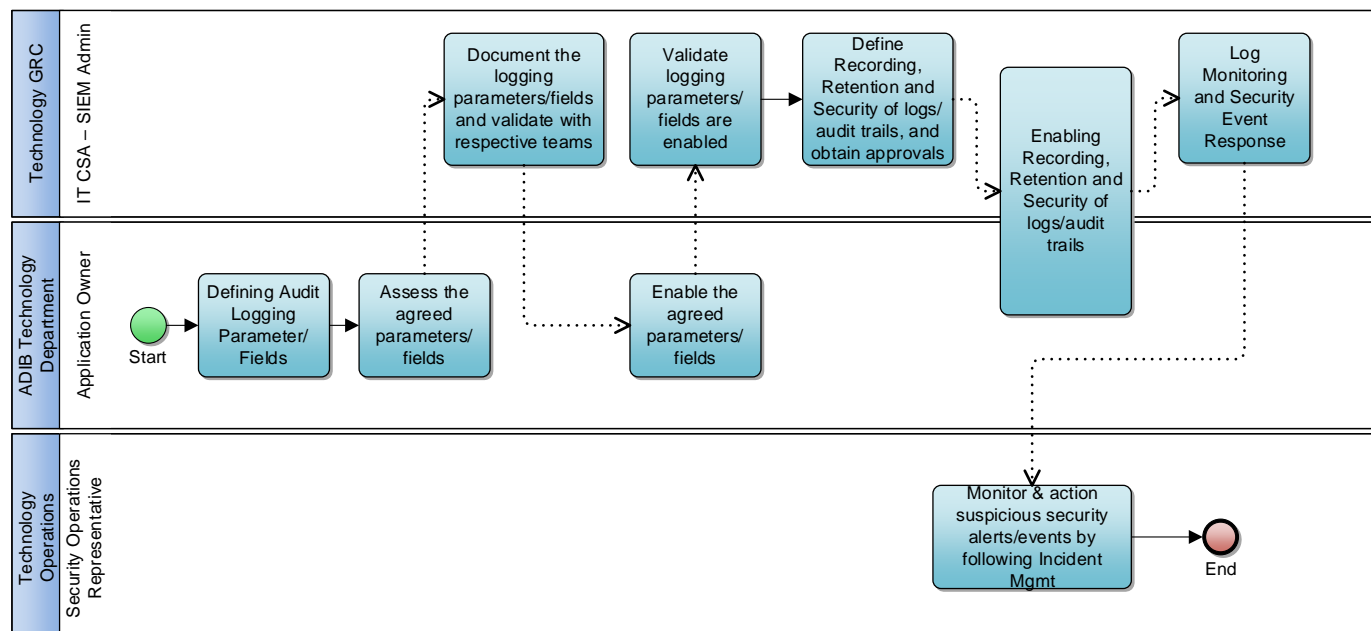 Technology GRC
IT CSA – SIEM Admin
Document the
logging
parameters/fields
and validate with
respective teams
Validate
logging
parameters/
fields are
enabled
Define
Recording,
Retention and
Security of logs/
audit trails, and
obtain approvals
Enabling
Recording,
Retention and
Security of
logs/audit
trails
Log
Monitoring
and Security
Event
Response
ADIB Technology
Department
Application Owner
Start
Defining Audit
Logging
Parameter/
Fields
Assess the
agreed
parameters/
fields
Enable the
agreed
parameters/
fields
Technology
Operations
Security Operations
Representative
Monitor & action
suspicious security
alerts/events by
following Incident
Mgmt
End